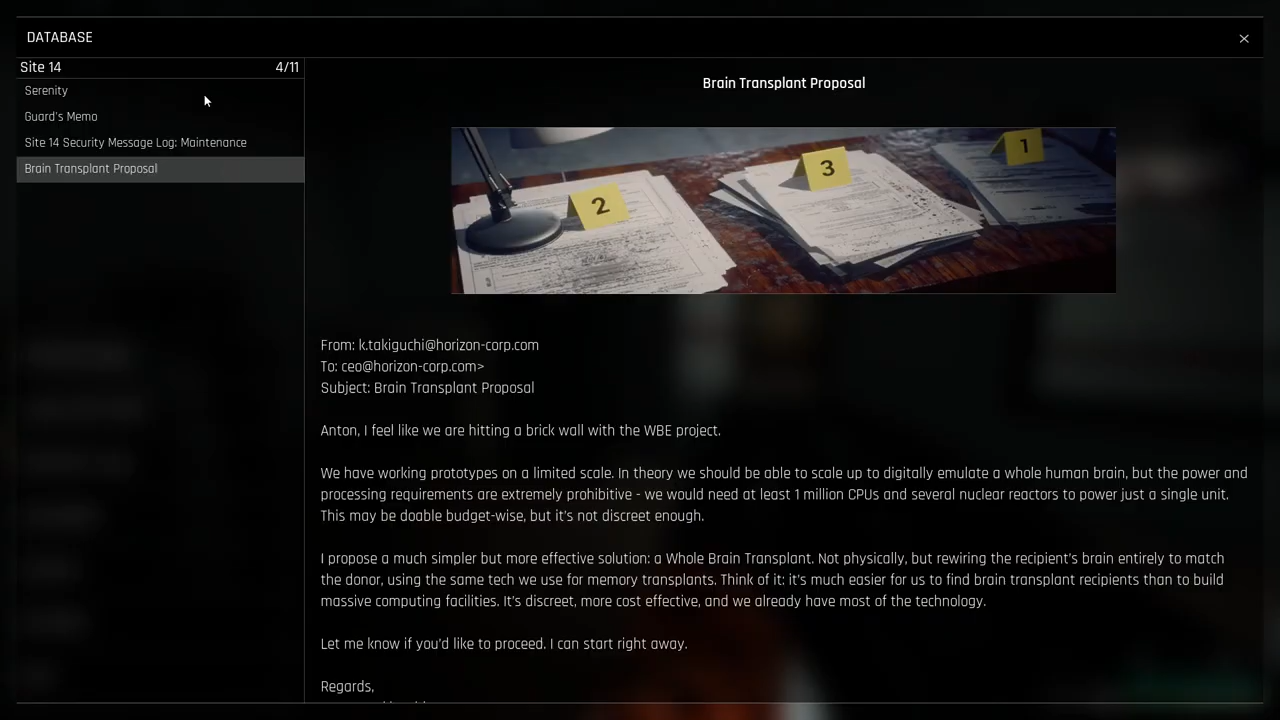 DATABASE
Site 14 4/11
Serenity
Guard's Memo
Site 14 Security Message Log: Maintenance
Brain Transplant Proposal
Brain Transplant Proposal
2
3
1
From: k.takiguchi@horizon-corp.com
To: ceo@horizon-corp.com>
Subject: Brain Transplant Proposal
Anton, I feel like we are hitting a brick wall with the WBE project.
We have working prototypes on a limited scale. In theory we should be able to scale up to digitally emulate a whole human brain, but the power and
processing requirements are extremely prohibitive - we would need at least 1 million CPUs and several nuclear reactors to power just a single unit.
This may be doable budget-wise, but it's not discreet enough.
I propose a much simpler but more effective solution: a Whole Brain Transplant. Not physically, but rewiring the recipient's brain entirely to match
the donor, using the same tech we use for memory transplants. Think of it: it's much easier for us to find brain transplant recipients than to build
massive computing facilities. It's discreet, more cost effective, and we already have most of the technology.
Let me know if you'd like to proceed. I can start right away.
Regards,